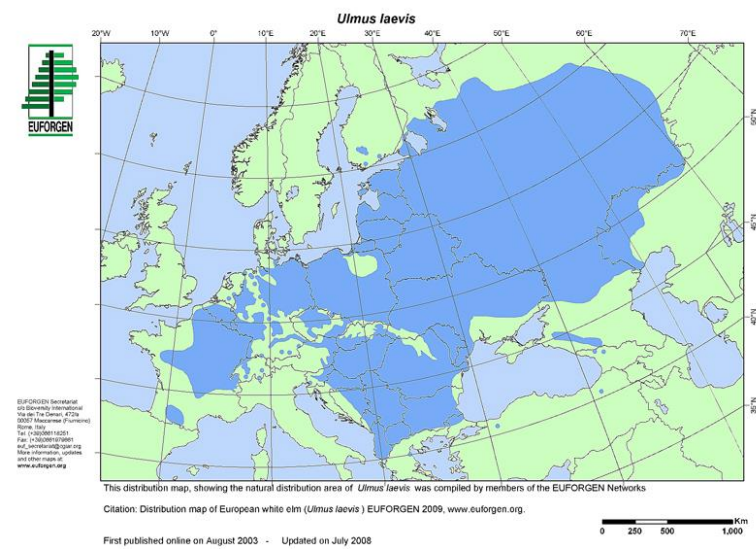 Ulmus laevis
20°W 10°W 0° 10°E 20°E 30°E 40°E 50°E 60°E 70°E
EUFORGEN
50°N
45°N
40°N
35°N
EUFORGEN Secretariat
c/o Bioversity International
Via dei Tre Denari, 472/a
00057 Maccarese (Fiumicino)
Rome, Italy
Tel. (+39)066118251
Fax: (+39)0661979661
euf_secretariat@cgiar.org
More information, updates
and other maps at:
www.euforgen.org
This distribution map, showing the natural distribution area of Ulmus laevis was compiled by members of the EUFORGEN Networks
Citation: Distribution map of European white elm (Ulmus laevis ) EUFORGEN 2009, www.euforgen.org.
Km
0 250 500 1,000
First published online on August 2003 - Updated on July 2008